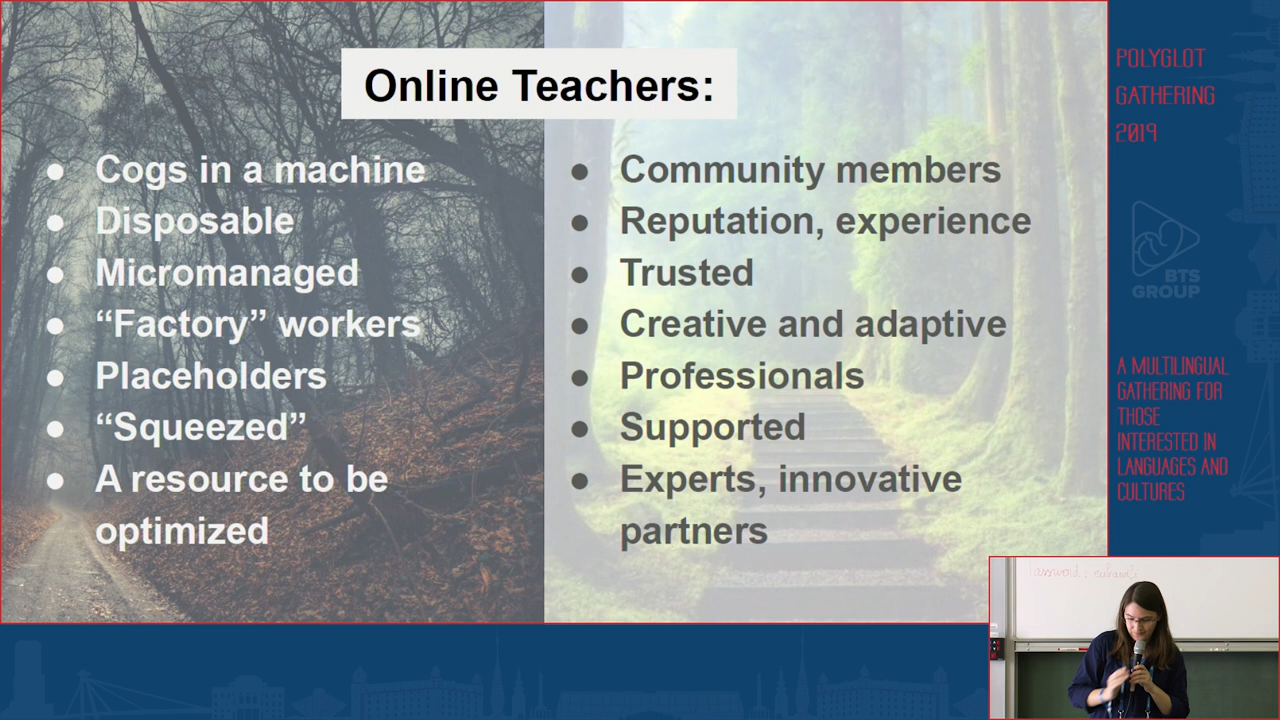 Online Teachers:
● Cogs in a machine
● Disposable
● Micromanaged
● “Factory” workers
● Placeholders
● “Squeezed”
● A resource to be
optimized
● Community members
● Reputation, experience
● Trusted
● Creative and adaptive
● Professionals
● Supported
● Experts, innovative
partners
POLYGLOT
GATHERING
2019
BTS
GROUP
A MULTILINGUAL
GATHERING FOR
THOSE
INTERESTED IN
LANGUAGES AND
CULTURES